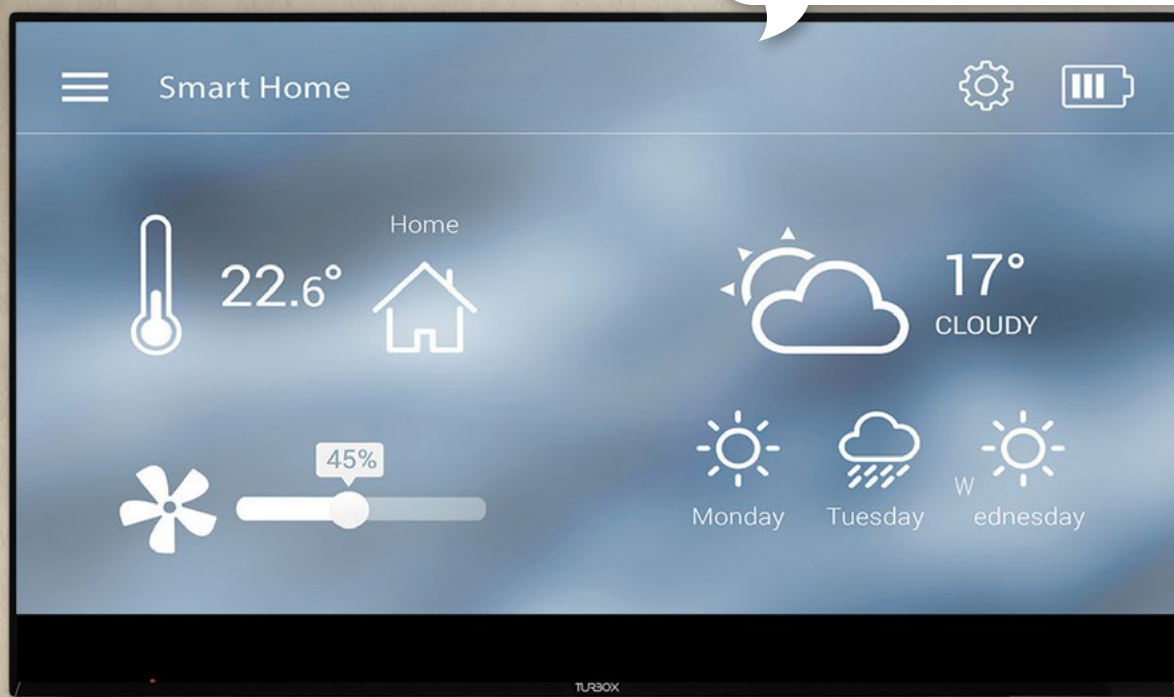 Smart Home
Home
22.6°
17°
CLOUDY
45%
W
Monday Tuesday ednesday
TURBOX